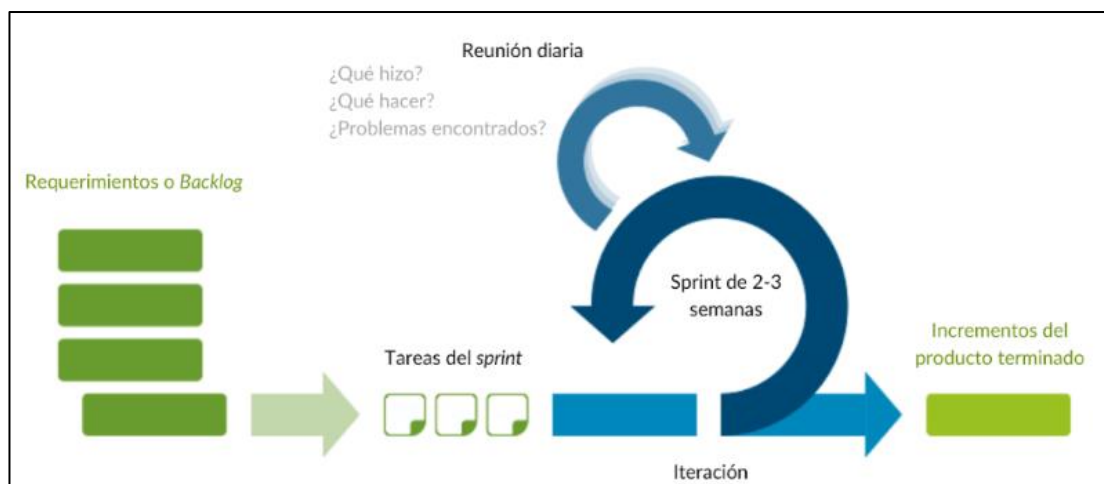 Reunión diaria
¿Qué hizo?
¿Qué hacer?
¿Problemas encontrados?
Requerimientos o Backlog
Sprint de 2-3
semanas
Tareas del sprint
Incrementos del
producto terminado
Iteración